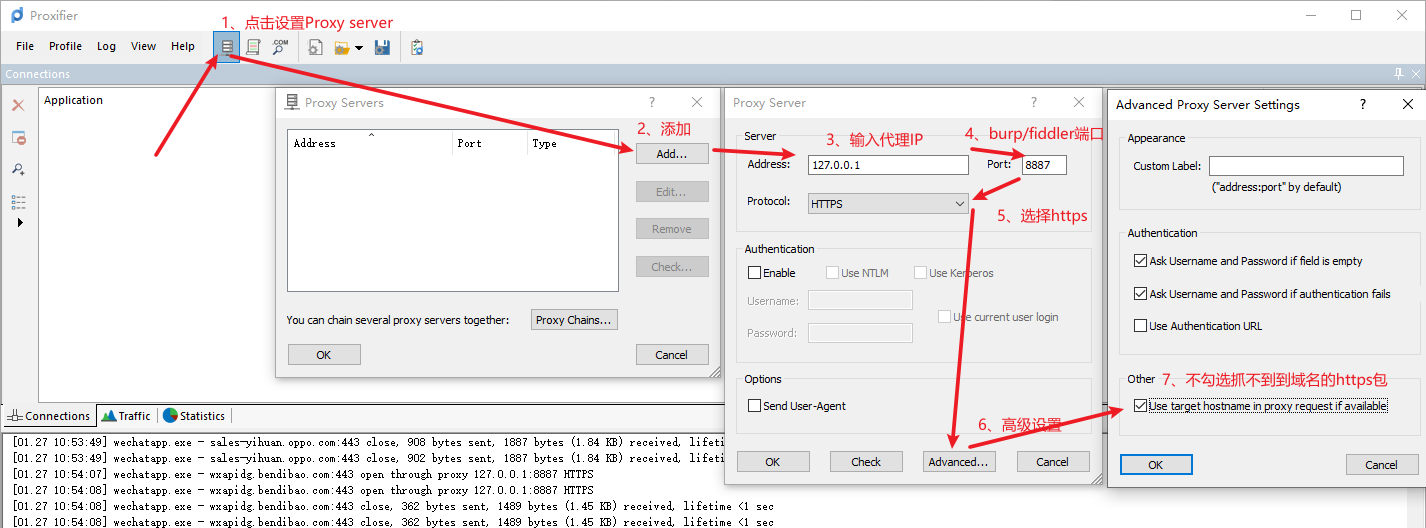 Proxifier
1、点击设置Proxy server
File Profile Log View Help
.COM
Connections
Application
Proxy Servers ?
Address Port Type
2、添加
Add...
Edit...
Remove
Check...
You can chain several proxy servers together: Proxy Chains...
OK Cancel
Proxy Server ?
Server
3、输入代理IP
4、burp/fiddler端口
Address: 127.0.0.1 Port: 8887
Protocol: HTTPS
5、选择https
Authentication
Enable Use NTLM Use Kerberos
Username:
Use current user login
Password:
Options
Send User-Agent
6、高级设置
OK Check Advanced... Cancel
Advanced Proxy Server Settings ?
Appearance
Custom Label:
("address:port" by default)
Authentication
Ask Username and Password if field is empty
Ask Username and Password if authentication fails
Use Authentication URL
Other
7、不勾选抓不到到域名的https包
Use target hostname in proxy request if available
OK Cancel
Connections Traffic Statistics
[01.27 10:53:49] wechatapp.exe - sales-yihuan.oppo.com:443 close, 908 bytes sent, 1887 bytes (1.84 KB) received, lifetime
[01.27 10:53:49] wechatapp.exe - sales-yihuan.oppo.com:443 close, 902 bytes sent, 1887 bytes (1.84 KB) received, lifetime
[01.27 10:54:07] wechatapp.exe - wxapidg.bendibao.com:443 open through proxy 127.0.0.1:8887 HTTPS
[01.27 10:54:08] wechatapp.exe - wxapidg.bendibao.com:443 open through proxy 127.0.0.1:8887 HTTPS
[01.27 10:54:08] wechatapp.exe - wxapidg.bendibao.com:443 close, 362 bytes sent, 1489 bytes (1.45 KB) received, lifetime <1 sec
[01.27 10:54:08] wechatapp.exe - wxapidg.bendibao.com:443 close, 362 bytes sent, 1489 bytes (1.45 KB) received, lifetime <1 sec